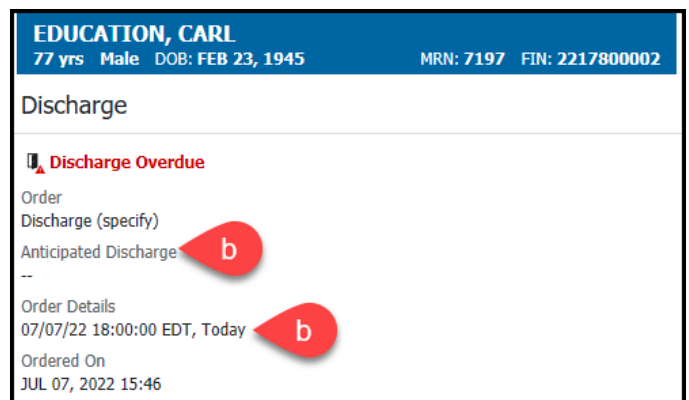 EDUCATION, CARL
77 yrs Male DOB: FEB 23, 1945 MRN: 7197 FIN: 2217800002
Discharge
Discharge Overdue
Order
Discharge (specify)
Anticipated Discharge b
--
Order Details
07/07/22 18:00:00 EDT, Today b
Ordered On
JUL 07, 2022 15:46